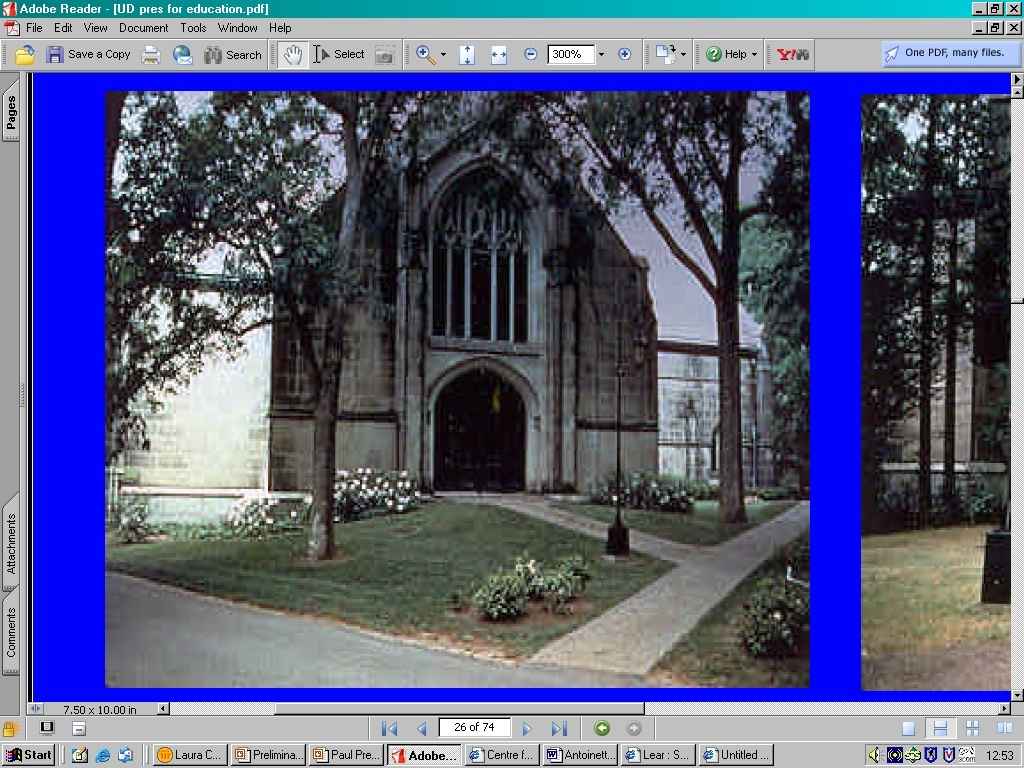 Adobe Reader - [UD pres for education.pdf]
File Edit View Document Tools Window Help
Save a Copy Search Select 300% Help Y! One PDF, many files.
Pages
Attachments
Comments
7.50 x 10.00 in
26 of 74
Start Laura C... Prelimina... Paul Pre... Adobe... Centre f... Antoinett... Lear : S... Untitled ... 12:53